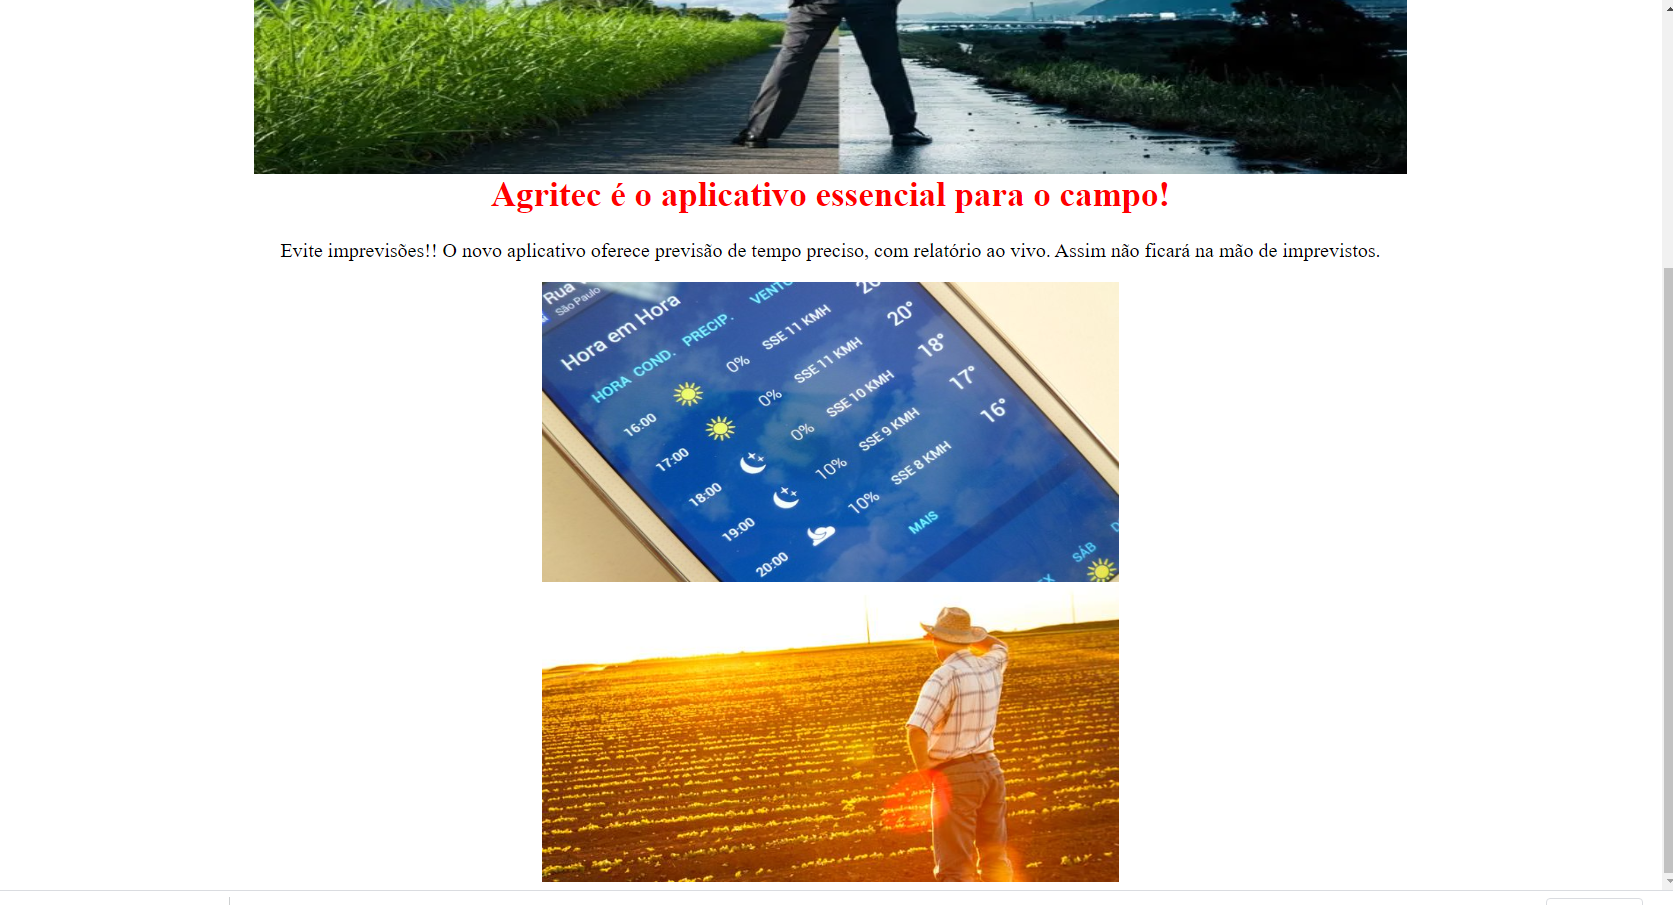 Agritec é o aplicativo essencial para o campo!
Evite imprevisões!! O novo aplicativo oferece previsão de tempo preciso, com relatório ao vivo. Assim não ficará na mão de imprevistos.
Rua
São Paulo
Hora em Hora
HORA COND. PRECIP. VENTO
16:00 0% SSE 11 KMH 20°
17:00 0% SSE 11 KMH 20°
18:00 0% SSE 10 KMH 18°
19:00 10% SSE 9 KMH 17°
20:00 10% SSE 8 KMH 16°
MAIS
SÁB